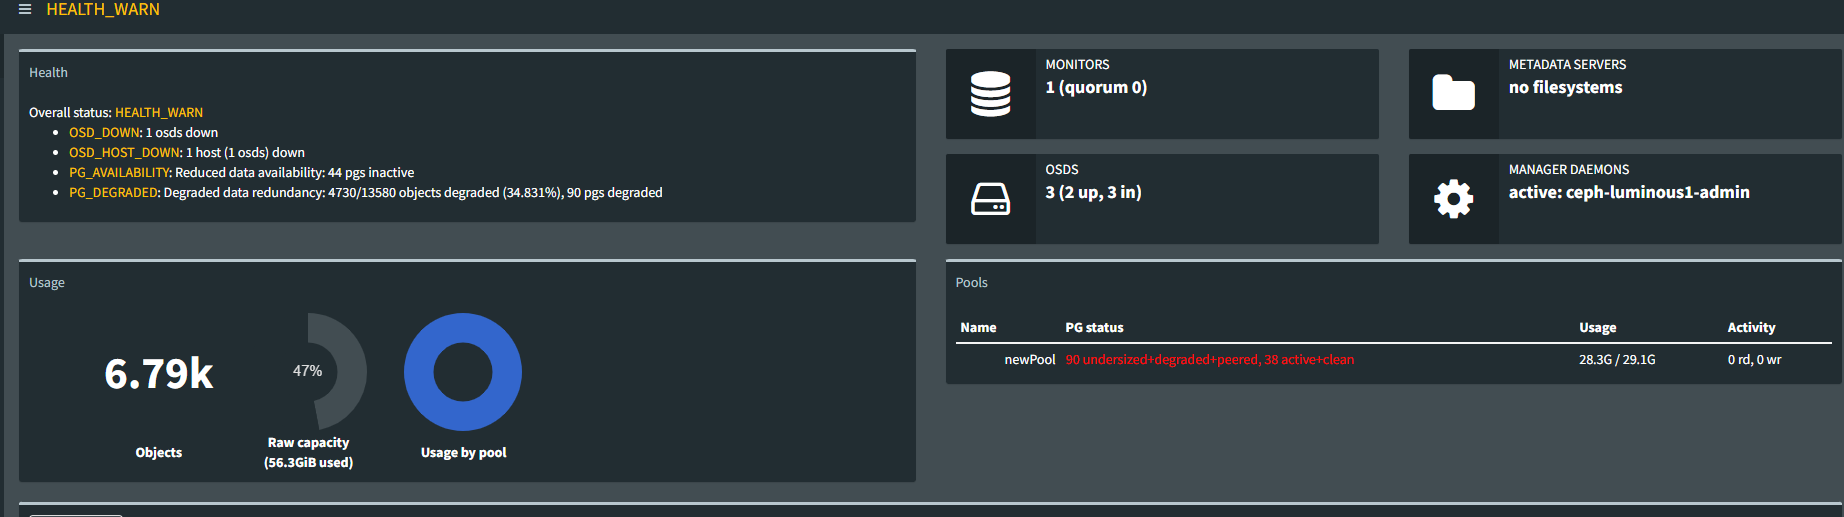 HEALTH_WARN
Health
Overall status: HEALTH_WARN
OSD_DOWN: 1 osds down
OSD_HOST_DOWN: 1 host (1 osds) down
PG_AVAILABILITY: Reduced data availability: 44 pgs inactive
PG_DEGRADED: Degraded data redundancy: 4730/13580 objects degraded (34.831%), 90 pgs degraded
MONITORS
1 (quorum 0)
METADATA SERVERS
no filesystems
OSDS
3 (2 up, 3 in)
MANAGER DAEMONS
active: ceph-luminous1-admin
Usage
6.79k
Objects
47%
Raw capacity
(56.3GiB used)
Usage by pool
Pools
Name PG status Usage Activity
newPool 90 undersized+degraded+peered, 38 active+clean 28.3G / 29.1G 0 rd, 0 wr